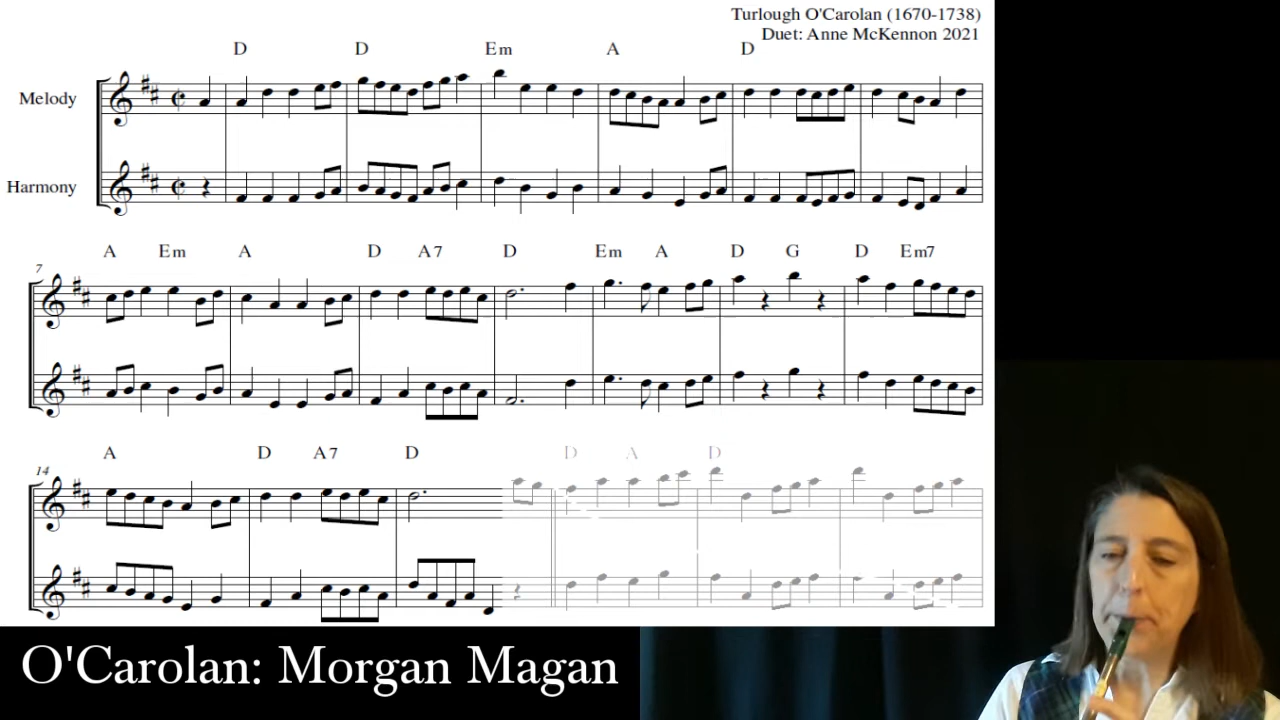 Turlough O'Carolan (1670-1738)
Duet: Anne McKennon 2021
D D Em A D
Melody
Harmony
A Em A D A7 D Em A D G D Em7
7
A D A7 D D A D
14
O'Carolan: Morgan Magan